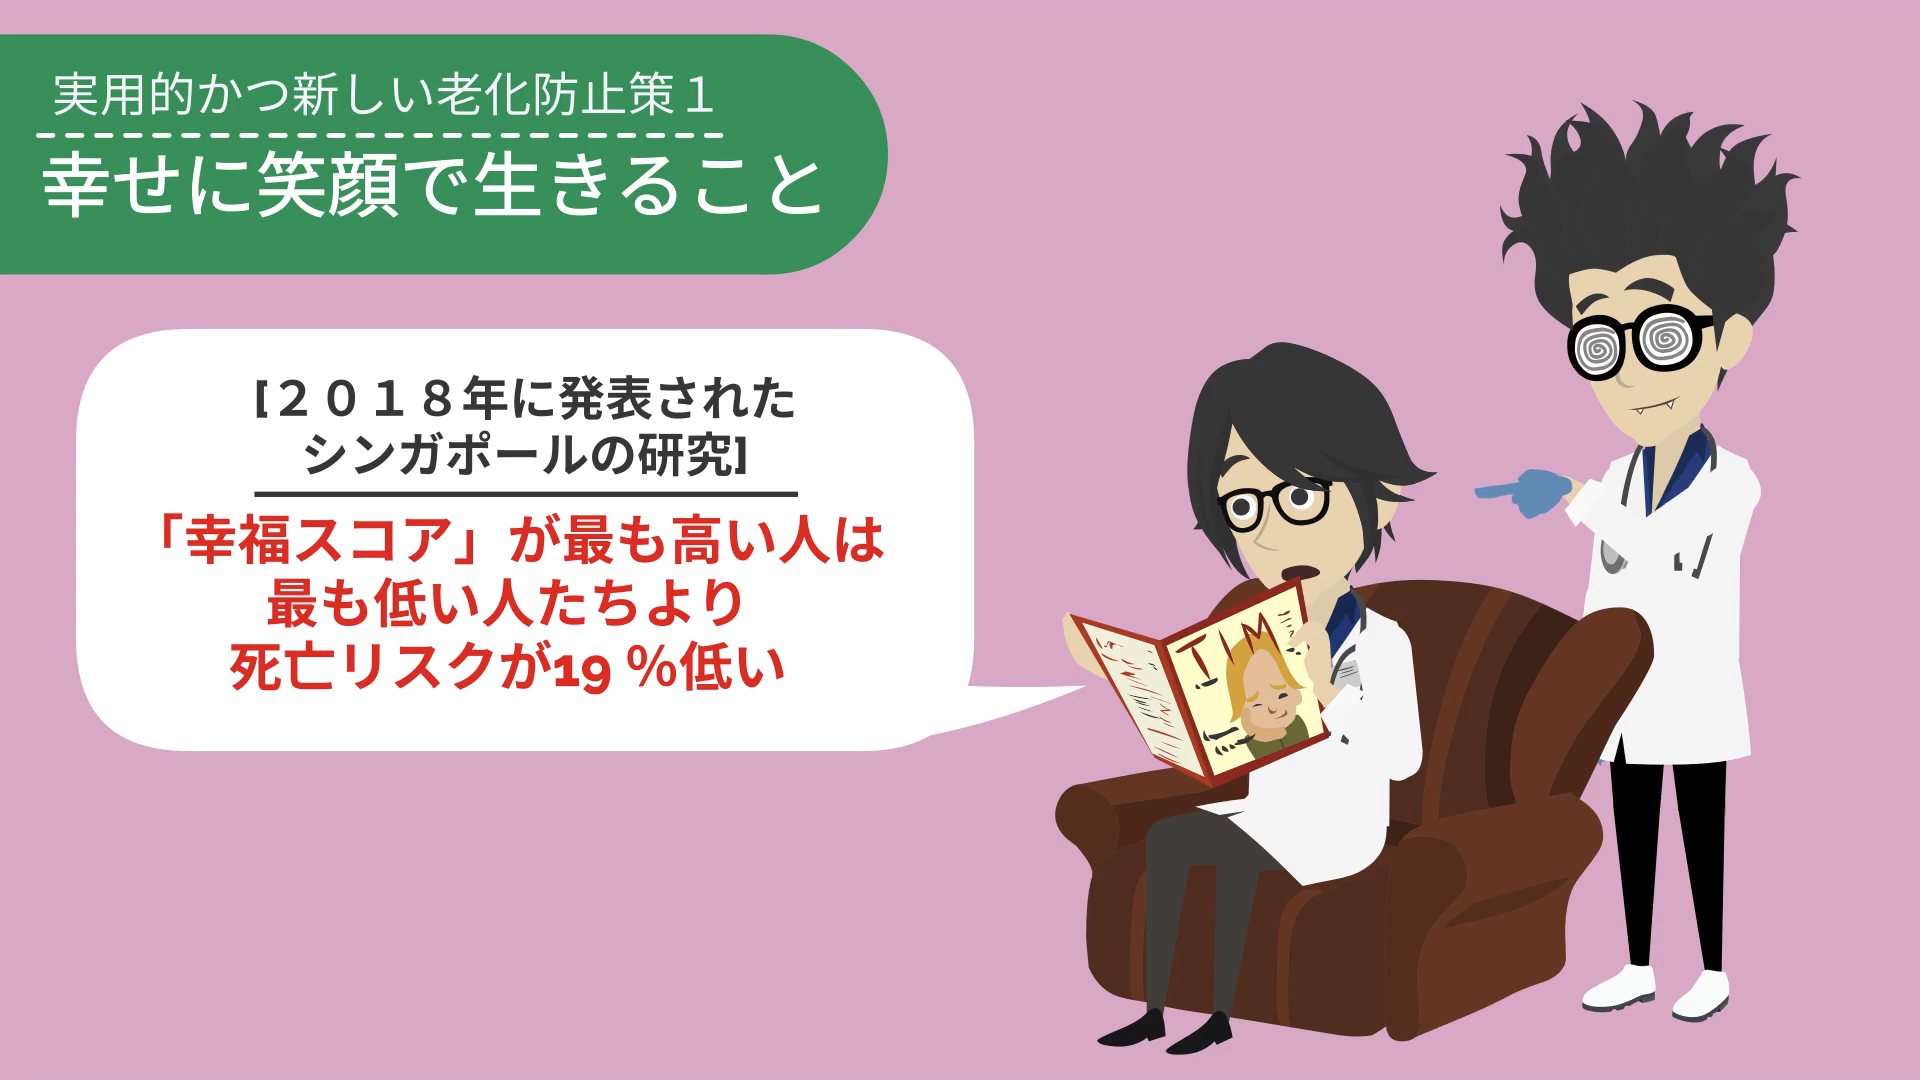 実用的かつ新しい老化防止策１
幸せに笑顔で生きること
[２０１８年に発表された
シンガポールの研究]
「幸福スコア」が最も高い人は
最も低い人たちより
死亡リスクが19％低い